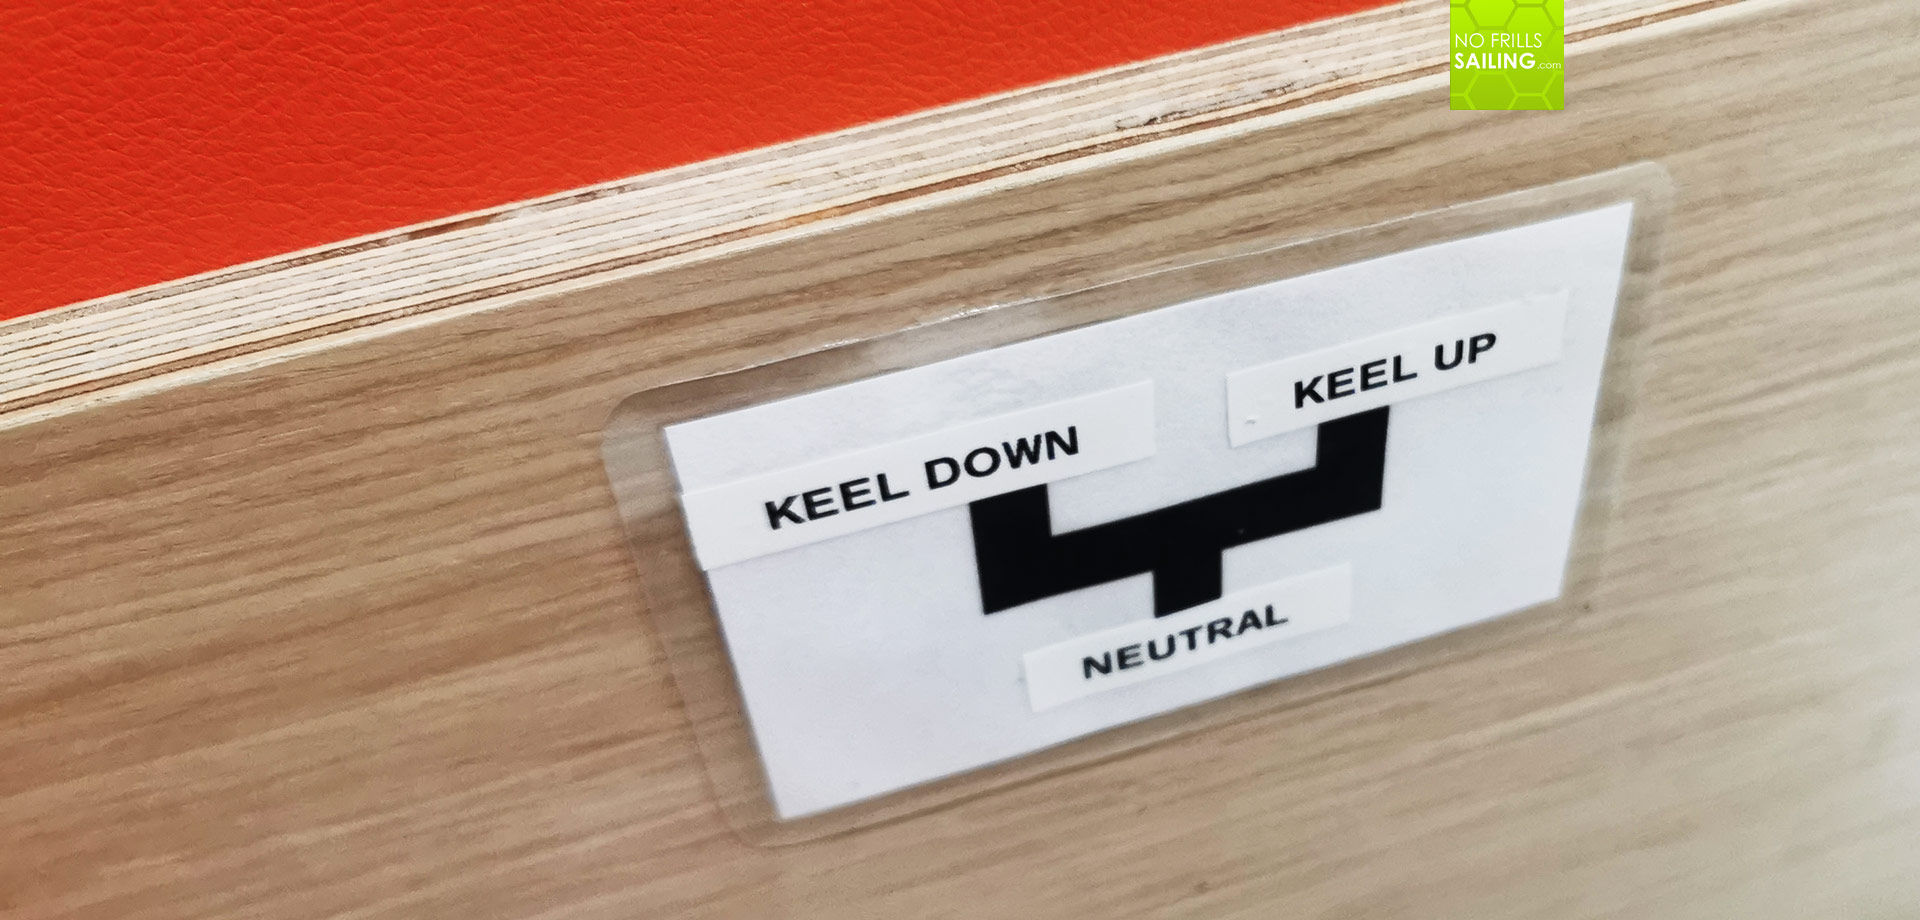 NO FRILLS
SAILING.com
KEEL UP
KEEL DOWN
NEUTRAL